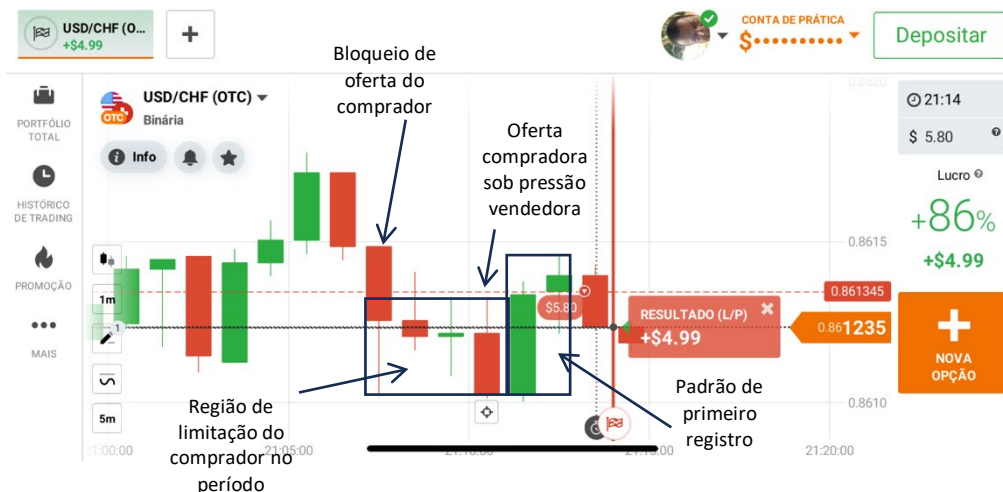 USD/CHF (O...
+$4.99
+
CONTA DE PRÁTICA
$••••••••••
Depositar
Bloqueio de
oferta do
comprador
PORTFÓLIO
TOTAL
HISTÓRICO
DE TRADING
PROMOÇÃO
MAIS
OTC
USD/CHF (OTC)
Binária
Info
Oferta
compradora
sob pressão
vendedora
1m
1
5m
$5.80
RESULTADO (L/P)
+$4.99
Região de
limitação do
comprador no
período
Padrão de
primeiro
registro
0.8620
0.8615
0.861345
0.861235
0.8610
21:00:00
21:05:00
21:10:00
21:15:00
21:20:00
21:14
$ 5.80
Lucro
+86%
+$4.99
+
NOVA
OPÇÃO